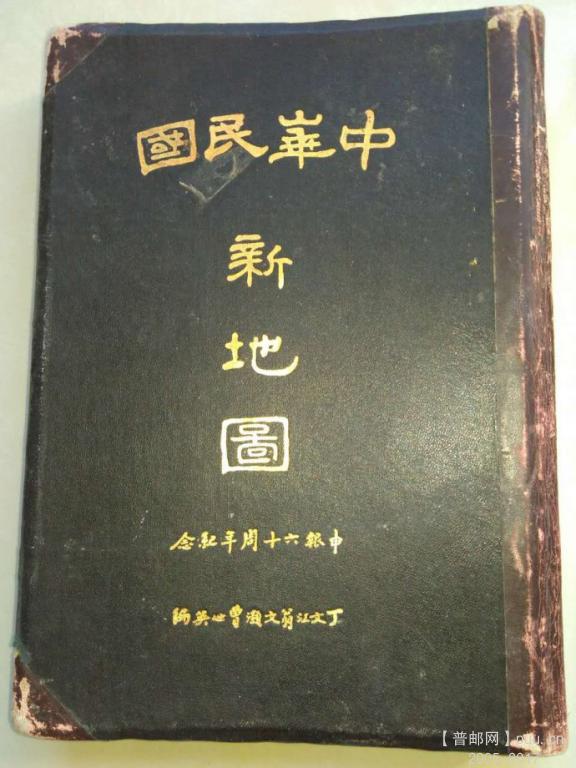 中華民國
新
地
圖
申報六十周年紀念
丁文江翁文灝曾世英編
【普邮网】